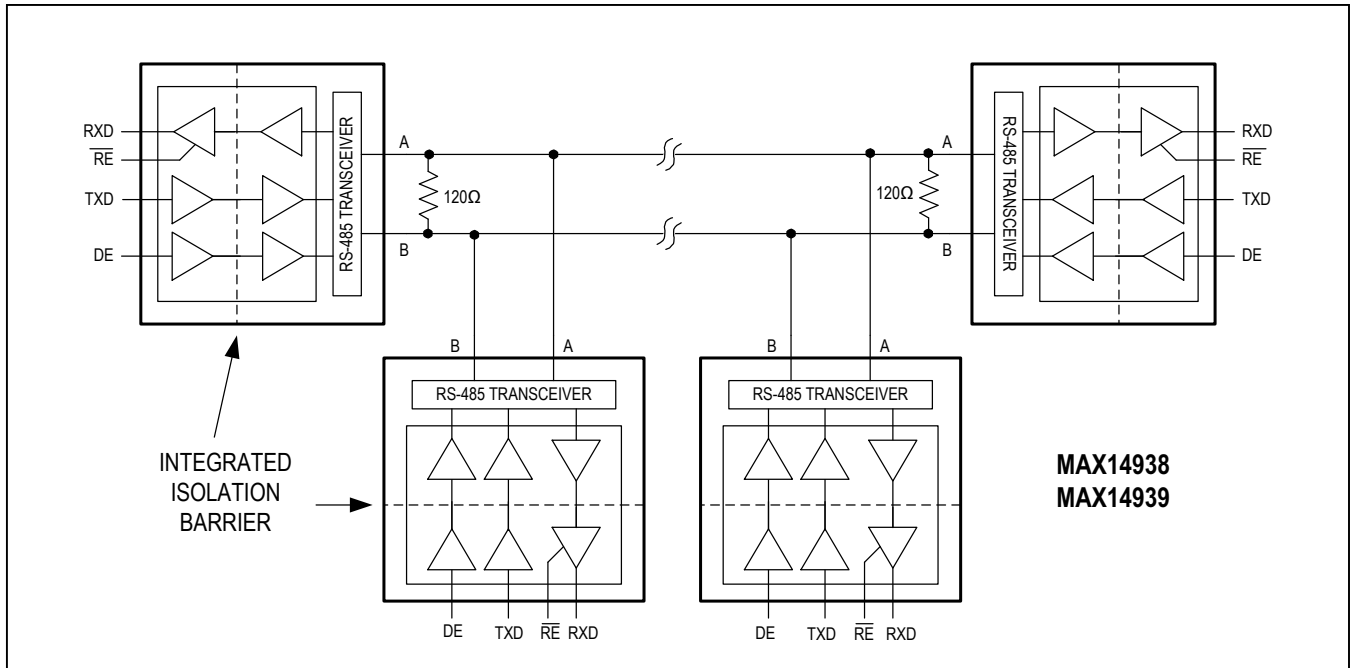 RXD
RE
TXD
DE
RS-485 TRANSCEIVER
A
B
120Ω
A
B
120Ω
RS-485 TRANSCEIVER
RXD
RE
TXD
DE
B
A
RS-485 TRANSCEIVER
DE
TXD
RE
RXD
B
A
RS-485 TRANSCEIVER
DE
TXD
RE
RXD
INTEGRATED
ISOLATION
BARRIER
MAX14938
MAX14939